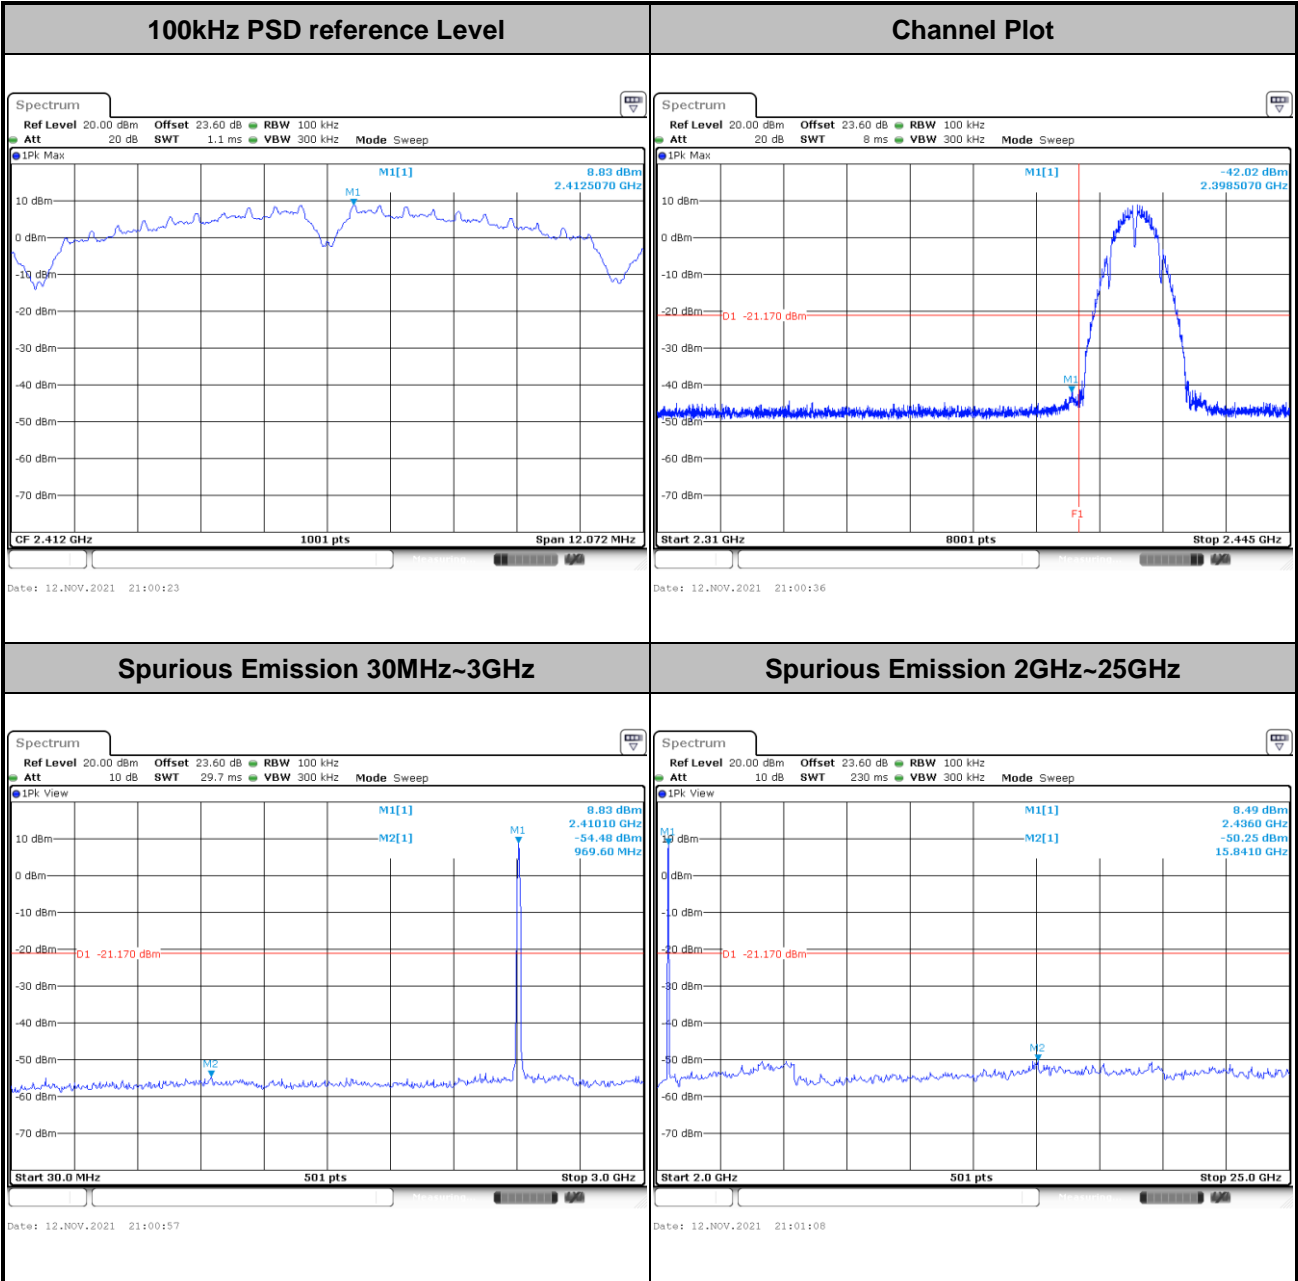 100kHz PSD reference Level
Spectrum
Ref Level 20.00 dBm Offset 23.60 dB RBW 100 kHz
Att 20 dB SWT 1.1 ms VBW 300 kHz Mode Sweep
1Pk Max
M1[1] 8.83 dBm
2.4125070 GHz
M1
10 dBm
0 dBm
-10 dBm
-20 dBm
-30 dBm
-40 dBm
-50 dBm
-60 dBm
-70 dBm
CF 2.412 GHz 1001 pts Span 12.072 MHz
Date: 12.NOV.2021 21:00:23
Channel Plot
Spectrum
Ref Level 20.00 dBm Offset 23.60 dB RBW 100 kHz
Att 20 dB SWT 8 ms VBW 300 kHz Mode Sweep
1Pk Max
M1[1] -42.02 dBm
2.3985070 GHz
10 dBm
0 dBm
-10 dBm
-20 dBm
D1 -21.170 dBm
-30 dBm
-40 dBm
M1
-50 dBm
-60 dBm
-70 dBm
F1
Start 2.31 GHz 8001 pts Stop 2.445 GHz
Date: 12.NOV.2021 21:00:36
Spurious Emission 30MHz~3GHz
Spectrum
Ref Level 20.00 dBm Offset 23.60 dB RBW 100 kHz
Att 10 dB SWT 29.7 ms VBW 300 kHz Mode Sweep
1Pk View
M1[1] 8.83 dBm
2.41010 GHz
M2[1] -54.48 dBm
969.60 MHz
M1
10 dBm
0 dBm
-10 dBm
-20 dBm
D1 -21.170 dBm
-30 dBm
-40 dBm
-50 dBm
M2
-60 dBm
-70 dBm
Start 30.0 MHz 501 pts Stop 3.0 GHz
Measuring...
Date: 12.NOV.2021 21:00:57
Spurious Emission 2GHz~25GHz
Spectrum
Ref Level 20.00 dBm Offset 23.60 dB RBW 100 kHz
Att 10 dB SWT 230 ms VBW 300 kHz Mode Sweep
1Pk View
M1[1] 8.49 dBm
2.4360 GHz
M2[1] -50.25 dBm
15.8410 GHz
M1
10 dBm
0 dBm
-10 dBm
-20 dBm
D1 -21.170 dBm
-30 dBm
-40 dBm
M2
-50 dBm
-60 dBm
-70 dBm
Start 2.0 GHz 501 pts Stop 25.0 GHz
Date: 12.NOV.2021 21:01:08